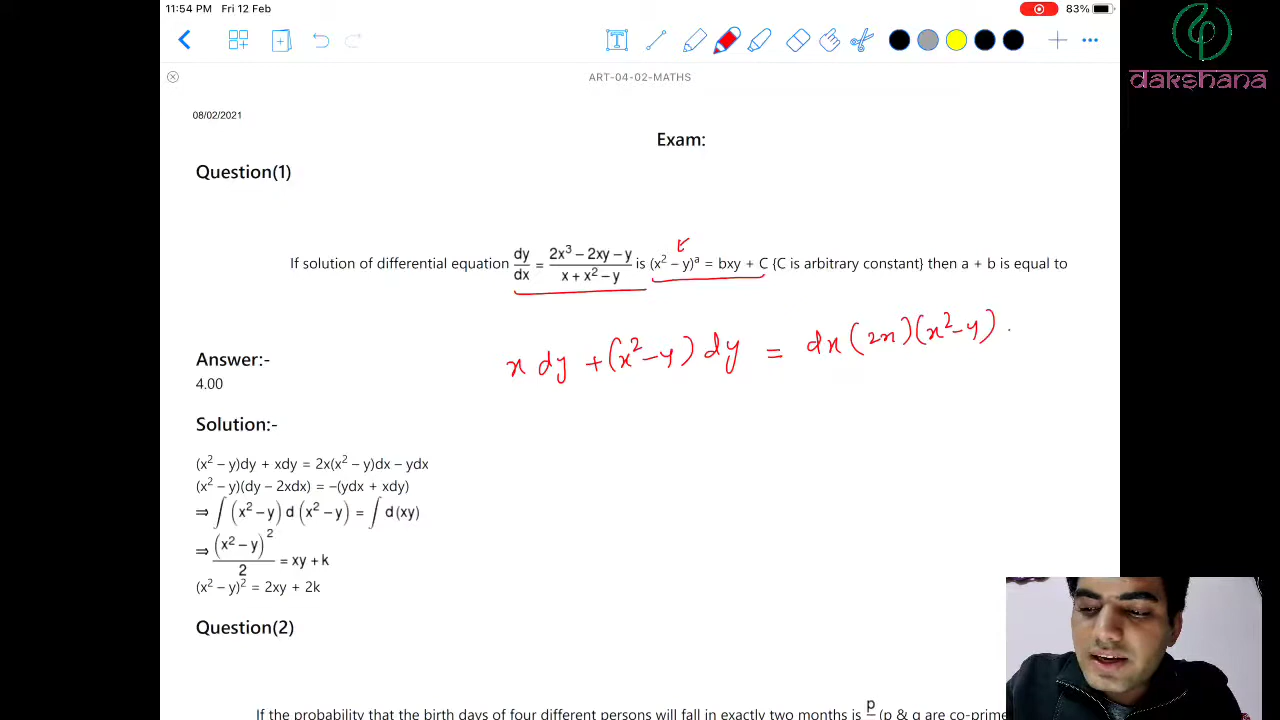 11:54 PM Fri 12 Feb
83%
dakshana
ART-04-02-MATHS
08/02/2021
Exam:
Question(1)
If solution of differential equation dy/dx = (2x³ – 2xy – y)/(x + x² – y) is (x² – y)ᵃ = bxy + C {C is arbitrary constant} then a + b is equal to
x dy + (x² – y) dy = dx (2x)(x² – y)
Answer:-
4.00
Solution:-
(x² – y)dy + xdy = 2x(x² – y)dx – ydx
(x² – y)(dy – 2xdx) = –(ydx + xdy)
⇒ ∫(x² – y) d (x² – y) = ∫d(xy)
⇒ (x² – y)²/2 = xy + k
(x² – y)² = 2xy + 2k
Question(2)
If the probability that the birth days of four different persons will fall in exactly two months is p/ (p & q are co-prime